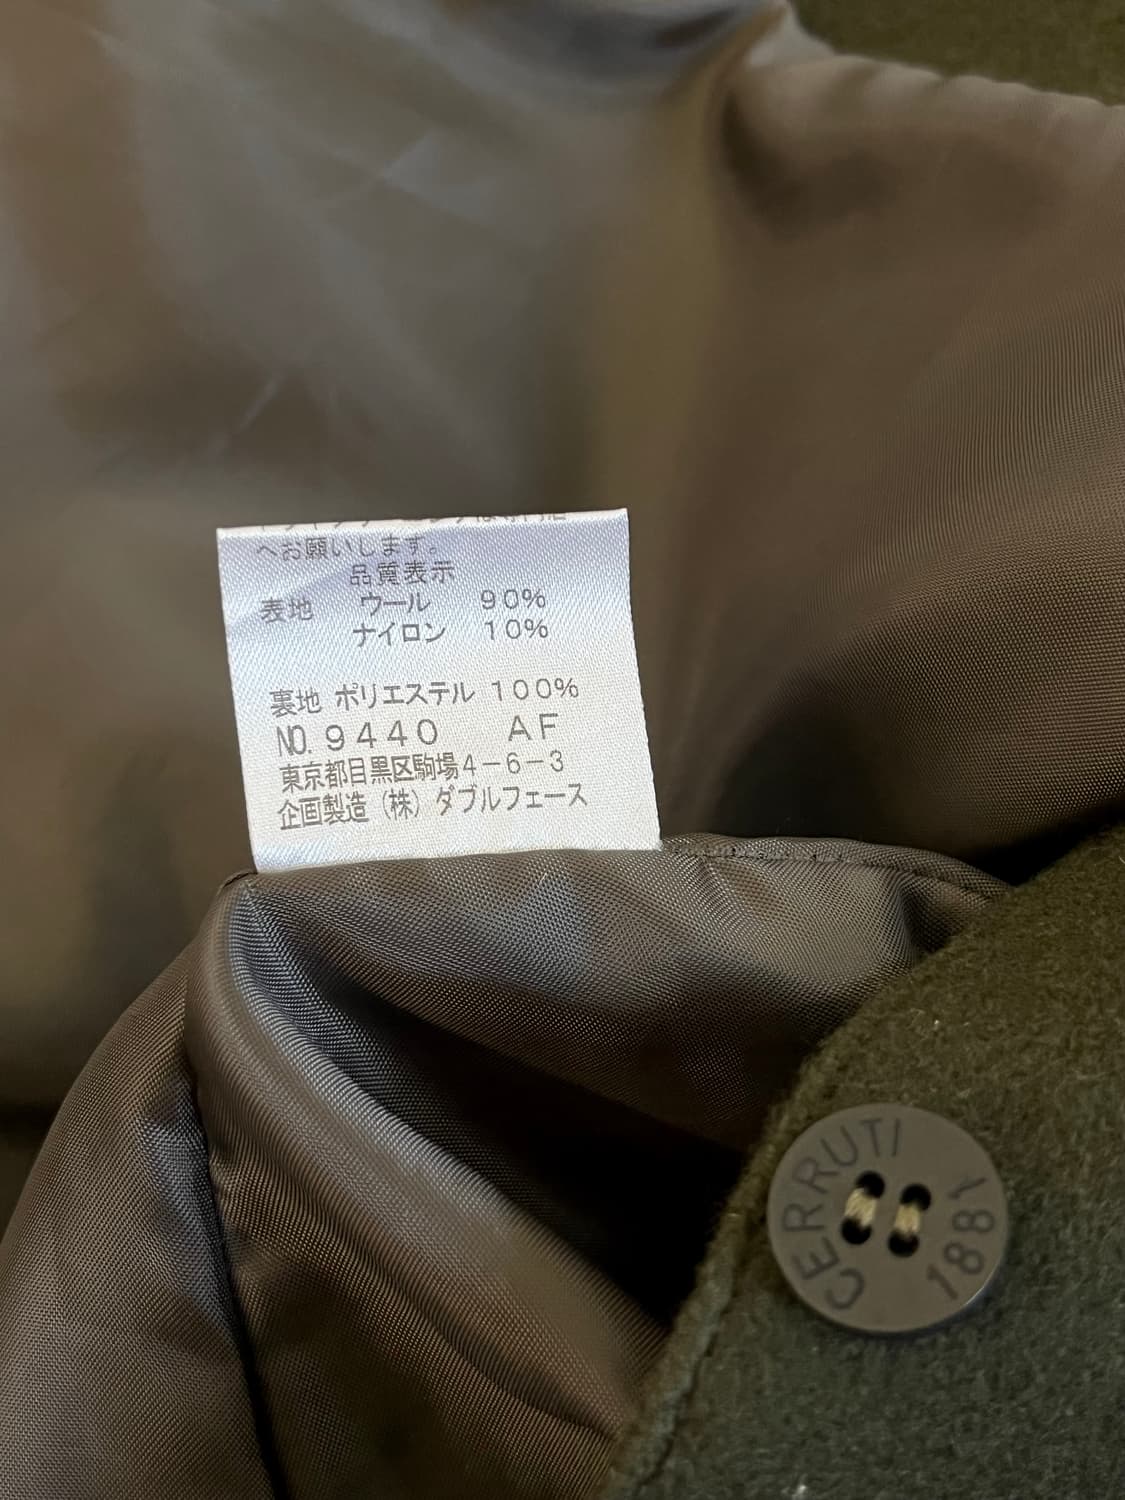 へお願いします。
品質表示
表地 ウール 90%
ナイロン 10%
裏地 ポリエステル 100%
NO.9440 AF
東京都目黒区駒場4-6-3
企画製造(株)ダブルフェース
CERRUTI 1881